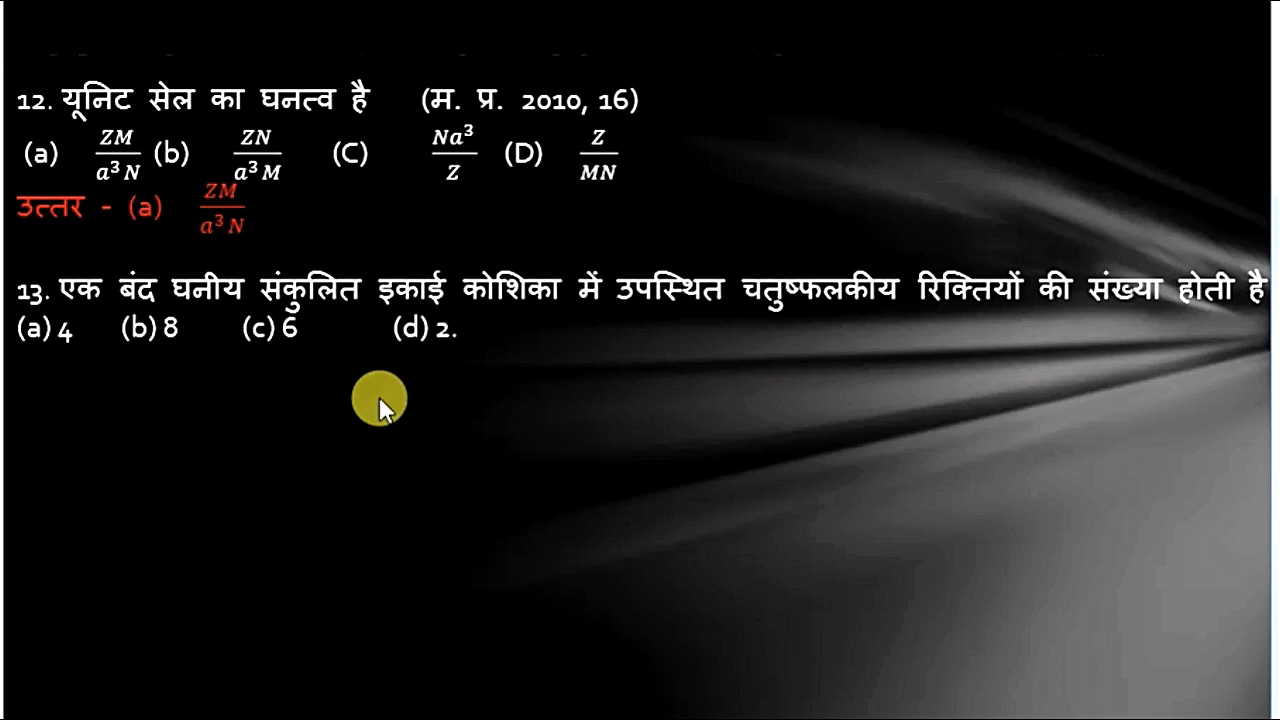 12. यूनिट सेल का घनत्व है (म. प्र. 2010, 16)
(a) ZM/a³N (b) ZN/a³M (C) Na³/Z (D) Z/MN
उत्तर - (a) ZM/a³N
13. एक बंद घनीय संकुलित इकाई कोशिका में उपस्थित चतुष्फलकीय रिक्तियों की संख्या होती है
(a) 4 (b) 8 (c) 6 (d) 2.